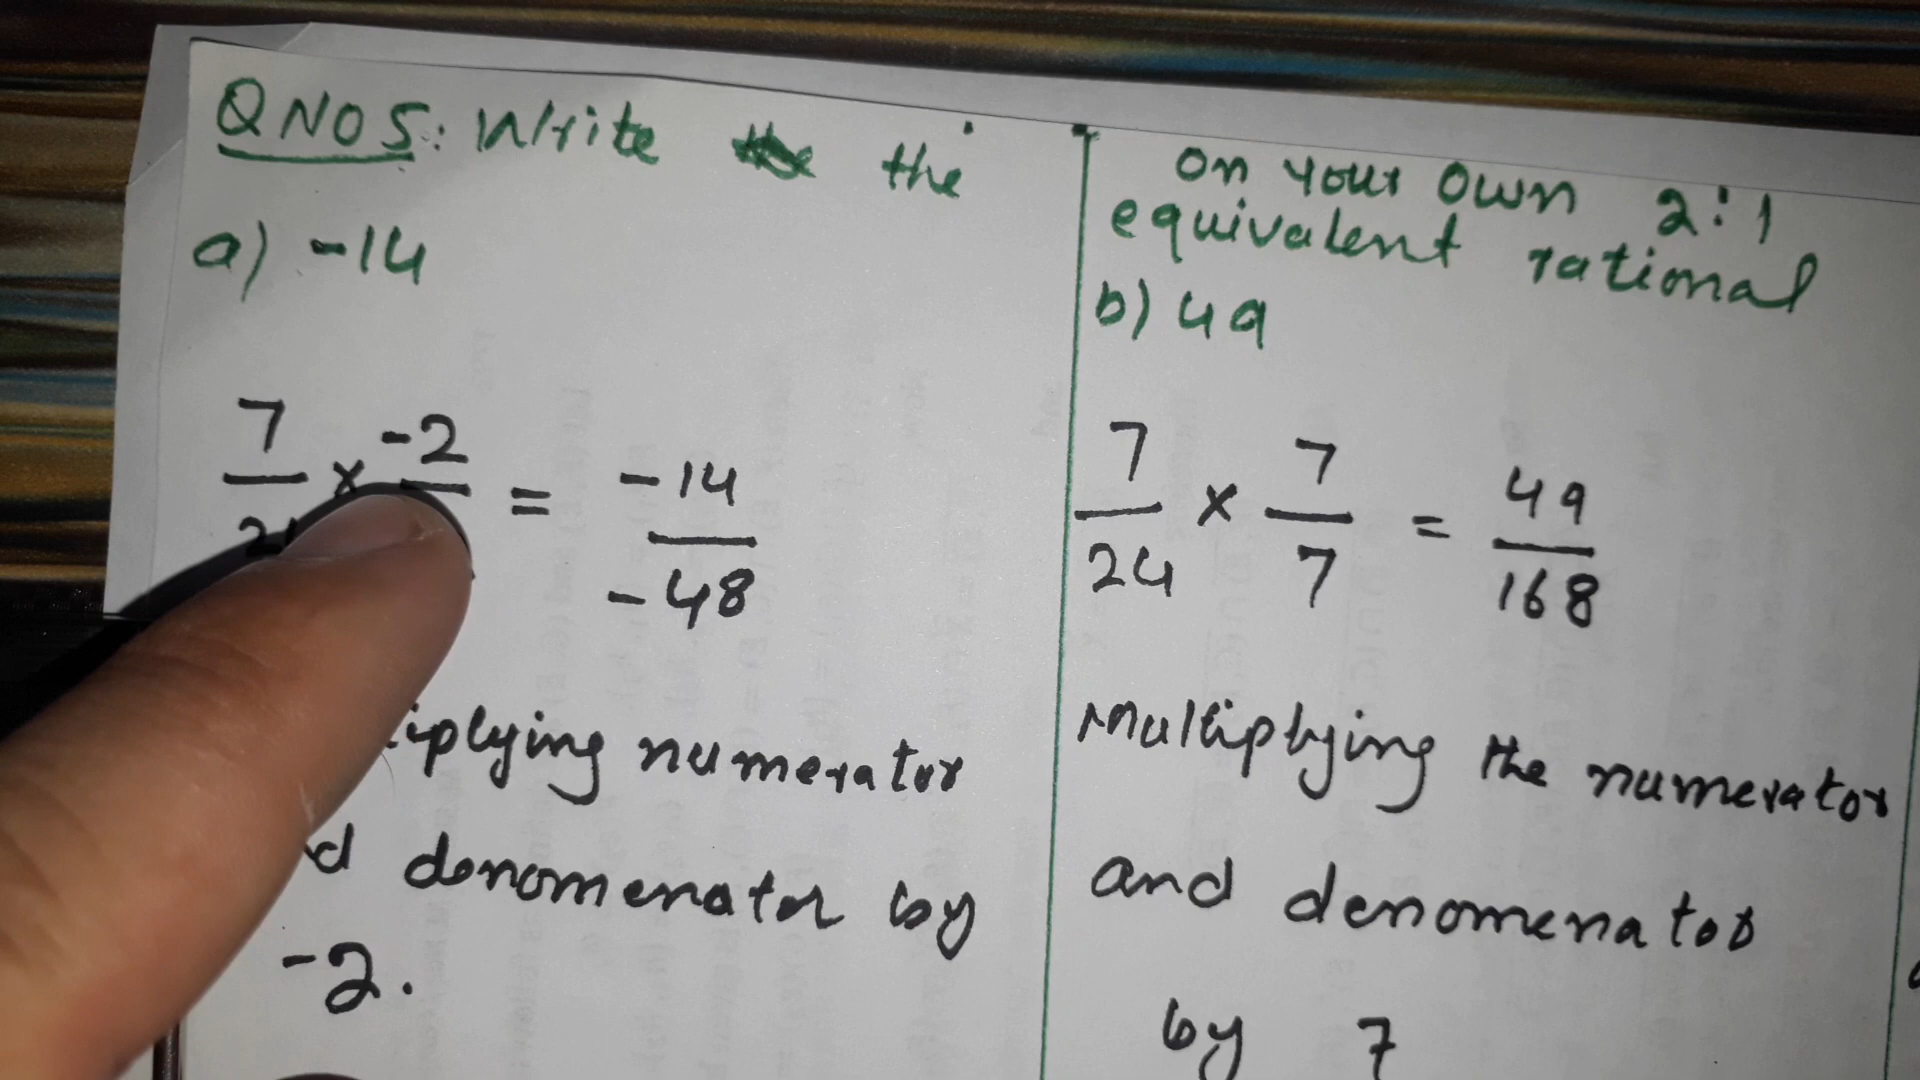 QNO5: Write the
a) -14
7 × -2 = -14
-48
iplying numerator
d denomenator by
-2.
on your own 2:1
equivalent rational
b) 49
7 × 7 = 49
24 7 168
Multiplying the numerator
and denomenator
by 7